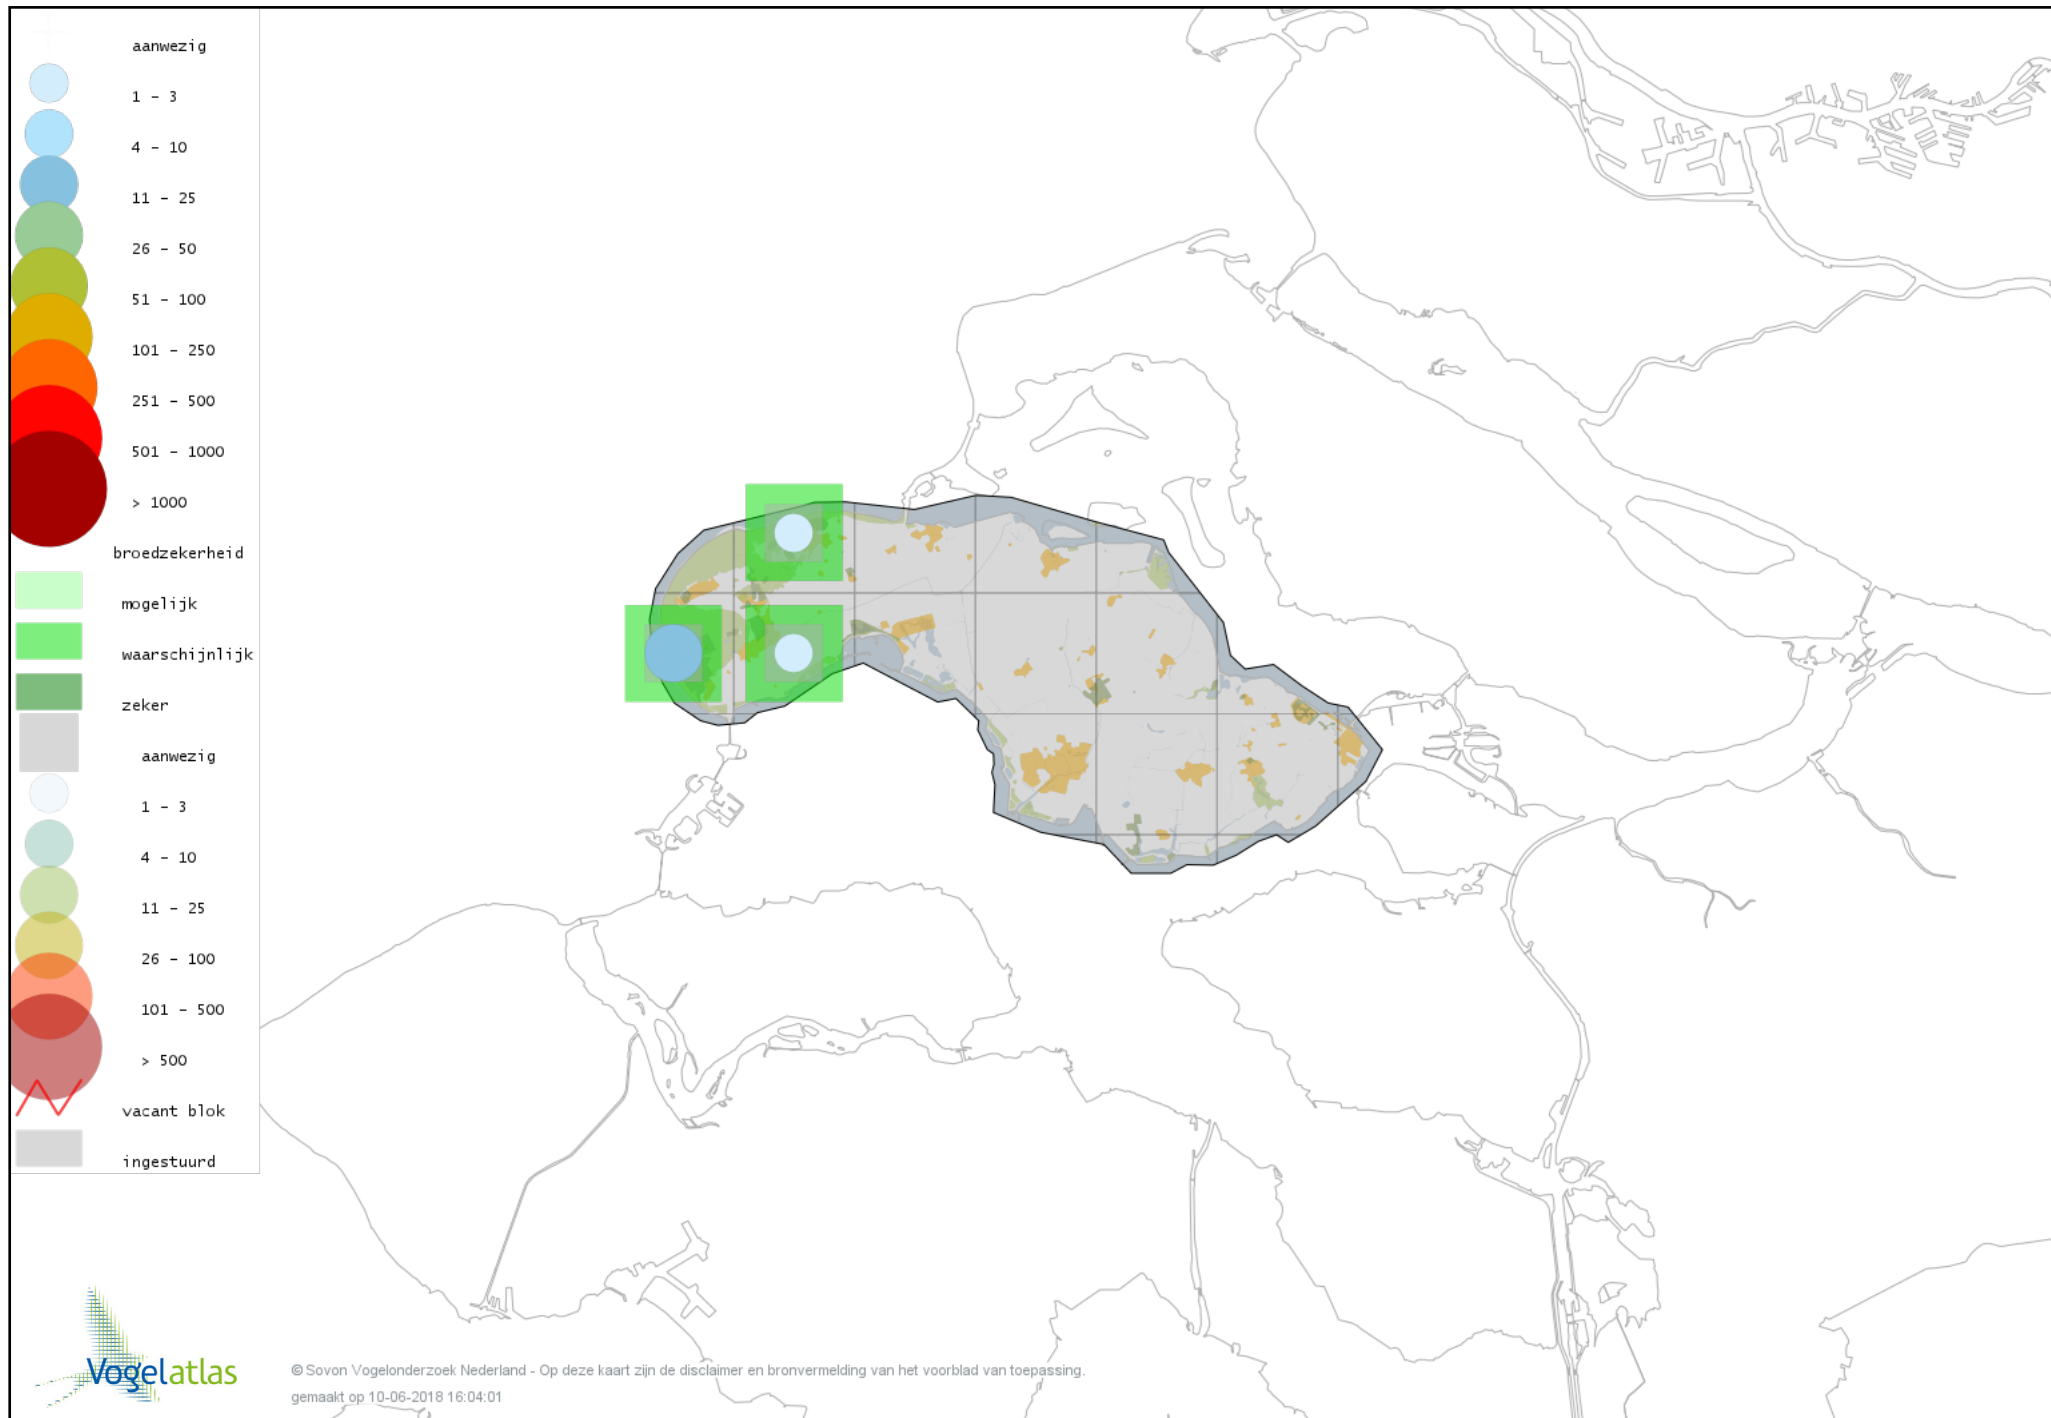 aanwezig
1 - 3
4 - 10
11 - 25
26 - 50
51 - 100
101 - 250
251 - 500
501 - 1000
> 1000
broedzekerheid
mogelijk
waarschijnlijk
zeker
aanwezig
1 - 3
4 - 10
11 - 25
26 - 100
101 - 500
> 500
vacant blok
ingestuurd
Vogelatlas
© Sovon Vogelonderzoek Nederland - Op deze kaart zijn de disclaimer en bronvermelding van het voorblad van toepassing.
gemaakt op 10-06-2018 16:04:01